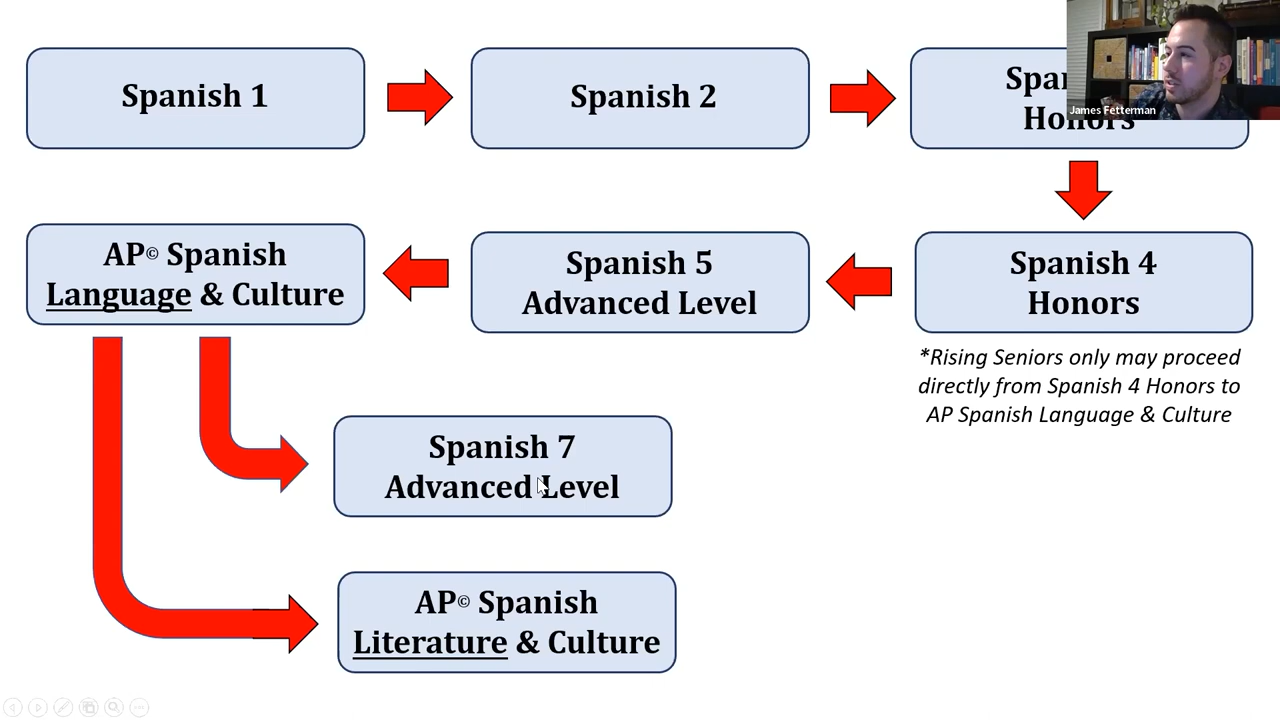 Spanish 1
Spanish 2
Honors
James Fetterman
AP© Spanish
Language & Culture
Spanish 5
Advanced Level
Spanish 4
Honors
*Rising Seniors only may proceed
directly from Spanish 4 Honors to
AP Spanish Language & Culture
Spanish 7
Advanced Level
AP© Spanish
Literature & Culture